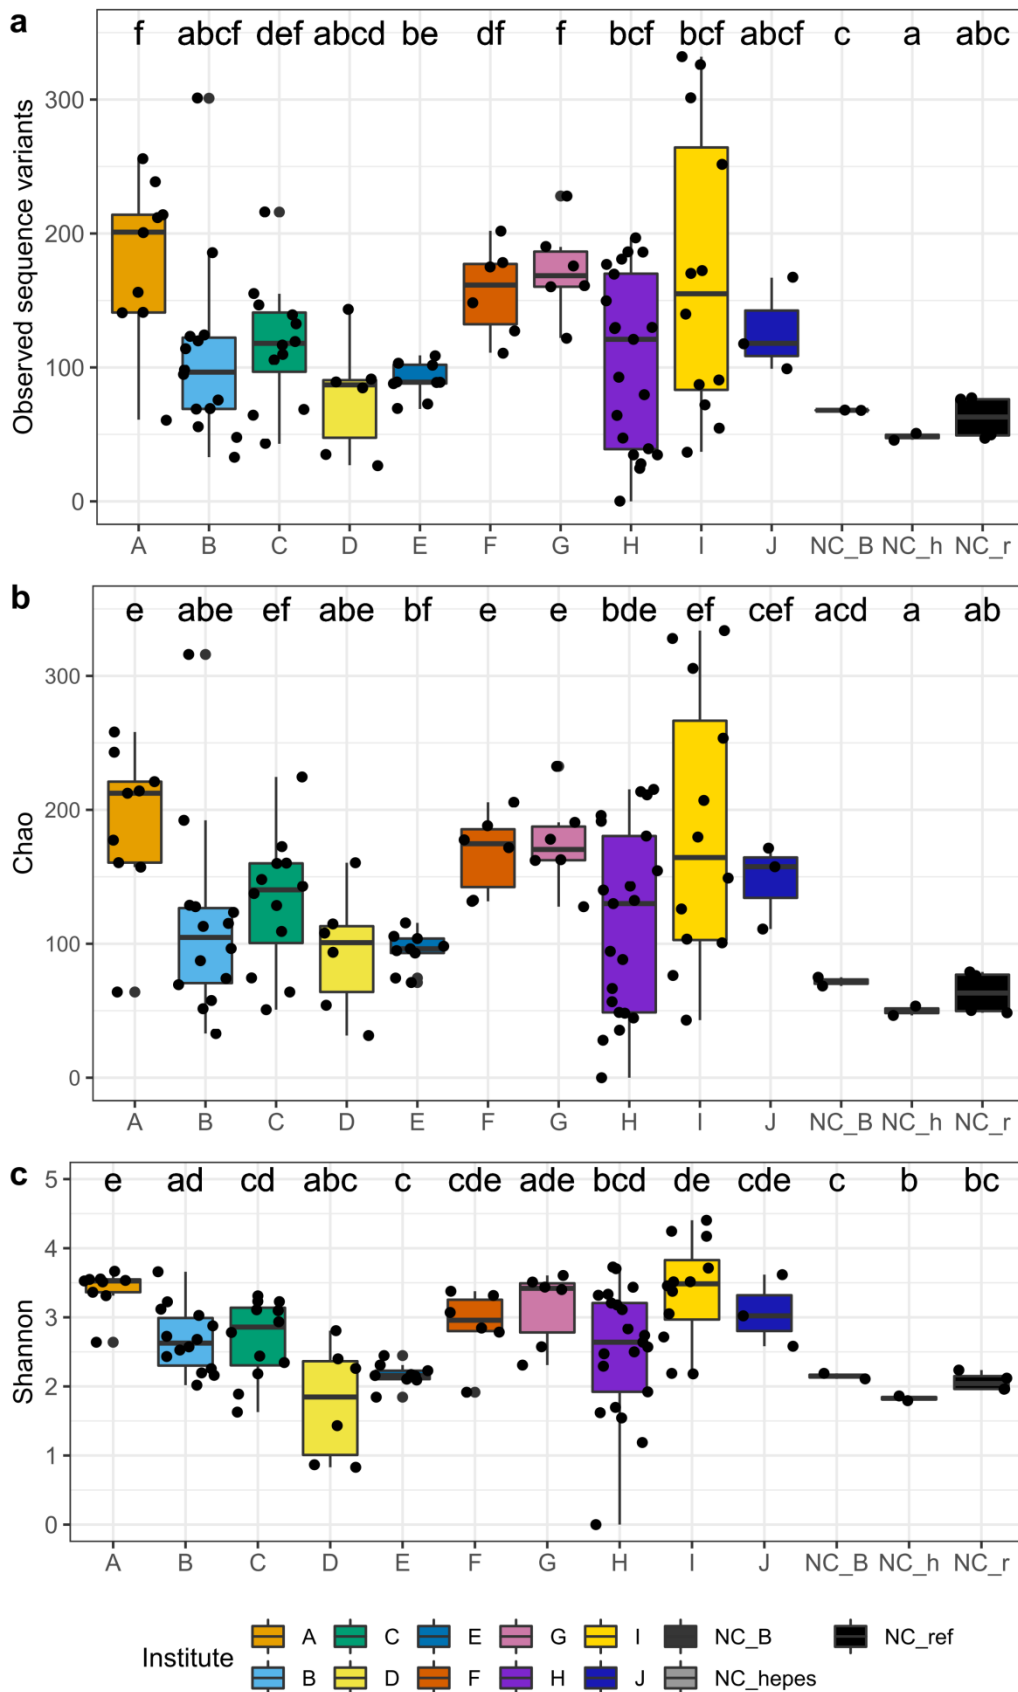 a
f abcf def abcd be df f bcf bcf abcf c a abc
Observed sequence variants
300
200
100
0
A B C D E F G H I J NC_B NC_h NC_r
b
e abe ef abe bf e e bde ef cef acd a ab
Chao
300
200
100
0
A B C D E F G H I J NC_B NC_h NC_r
c
e ad cd abc c cde ade bcd de cde c b bc
Shannon
5
4
3
2
1
0
A B C D E F G H I J NC_B NC_h NC_r
Institute
A C E G I NC_B NC_ref
B D F H J NC_hepes